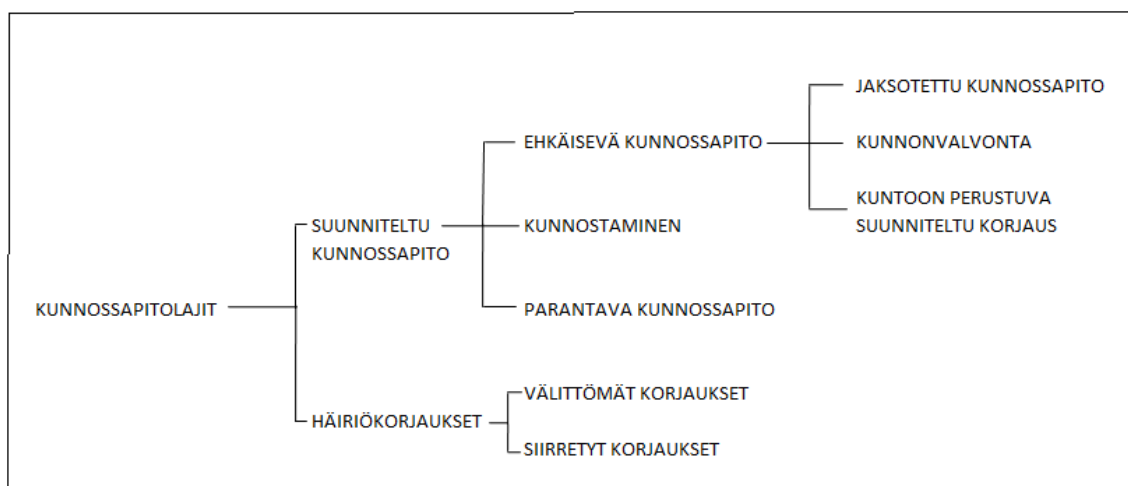 JAKSOTETTU KUNNOSSAPITO
EHKÄISEVÄ KUNNOSSAPITO
KUNNONVALVONTA
KUNTOON PERUSTUVA
SUUNNITELTU KORJAUS
SUUNNITELTU
KUNNOSSAPITO
KUNNOSTAMINEN
KUNNOSSAPITOLAJIT
PARANTAVA KUNNOSSAPITO
VÄLITTÖMÄT KORJAUKSET
HÄIRIÖKORJAUKSET
SIIRRETYT KORJAUKSET